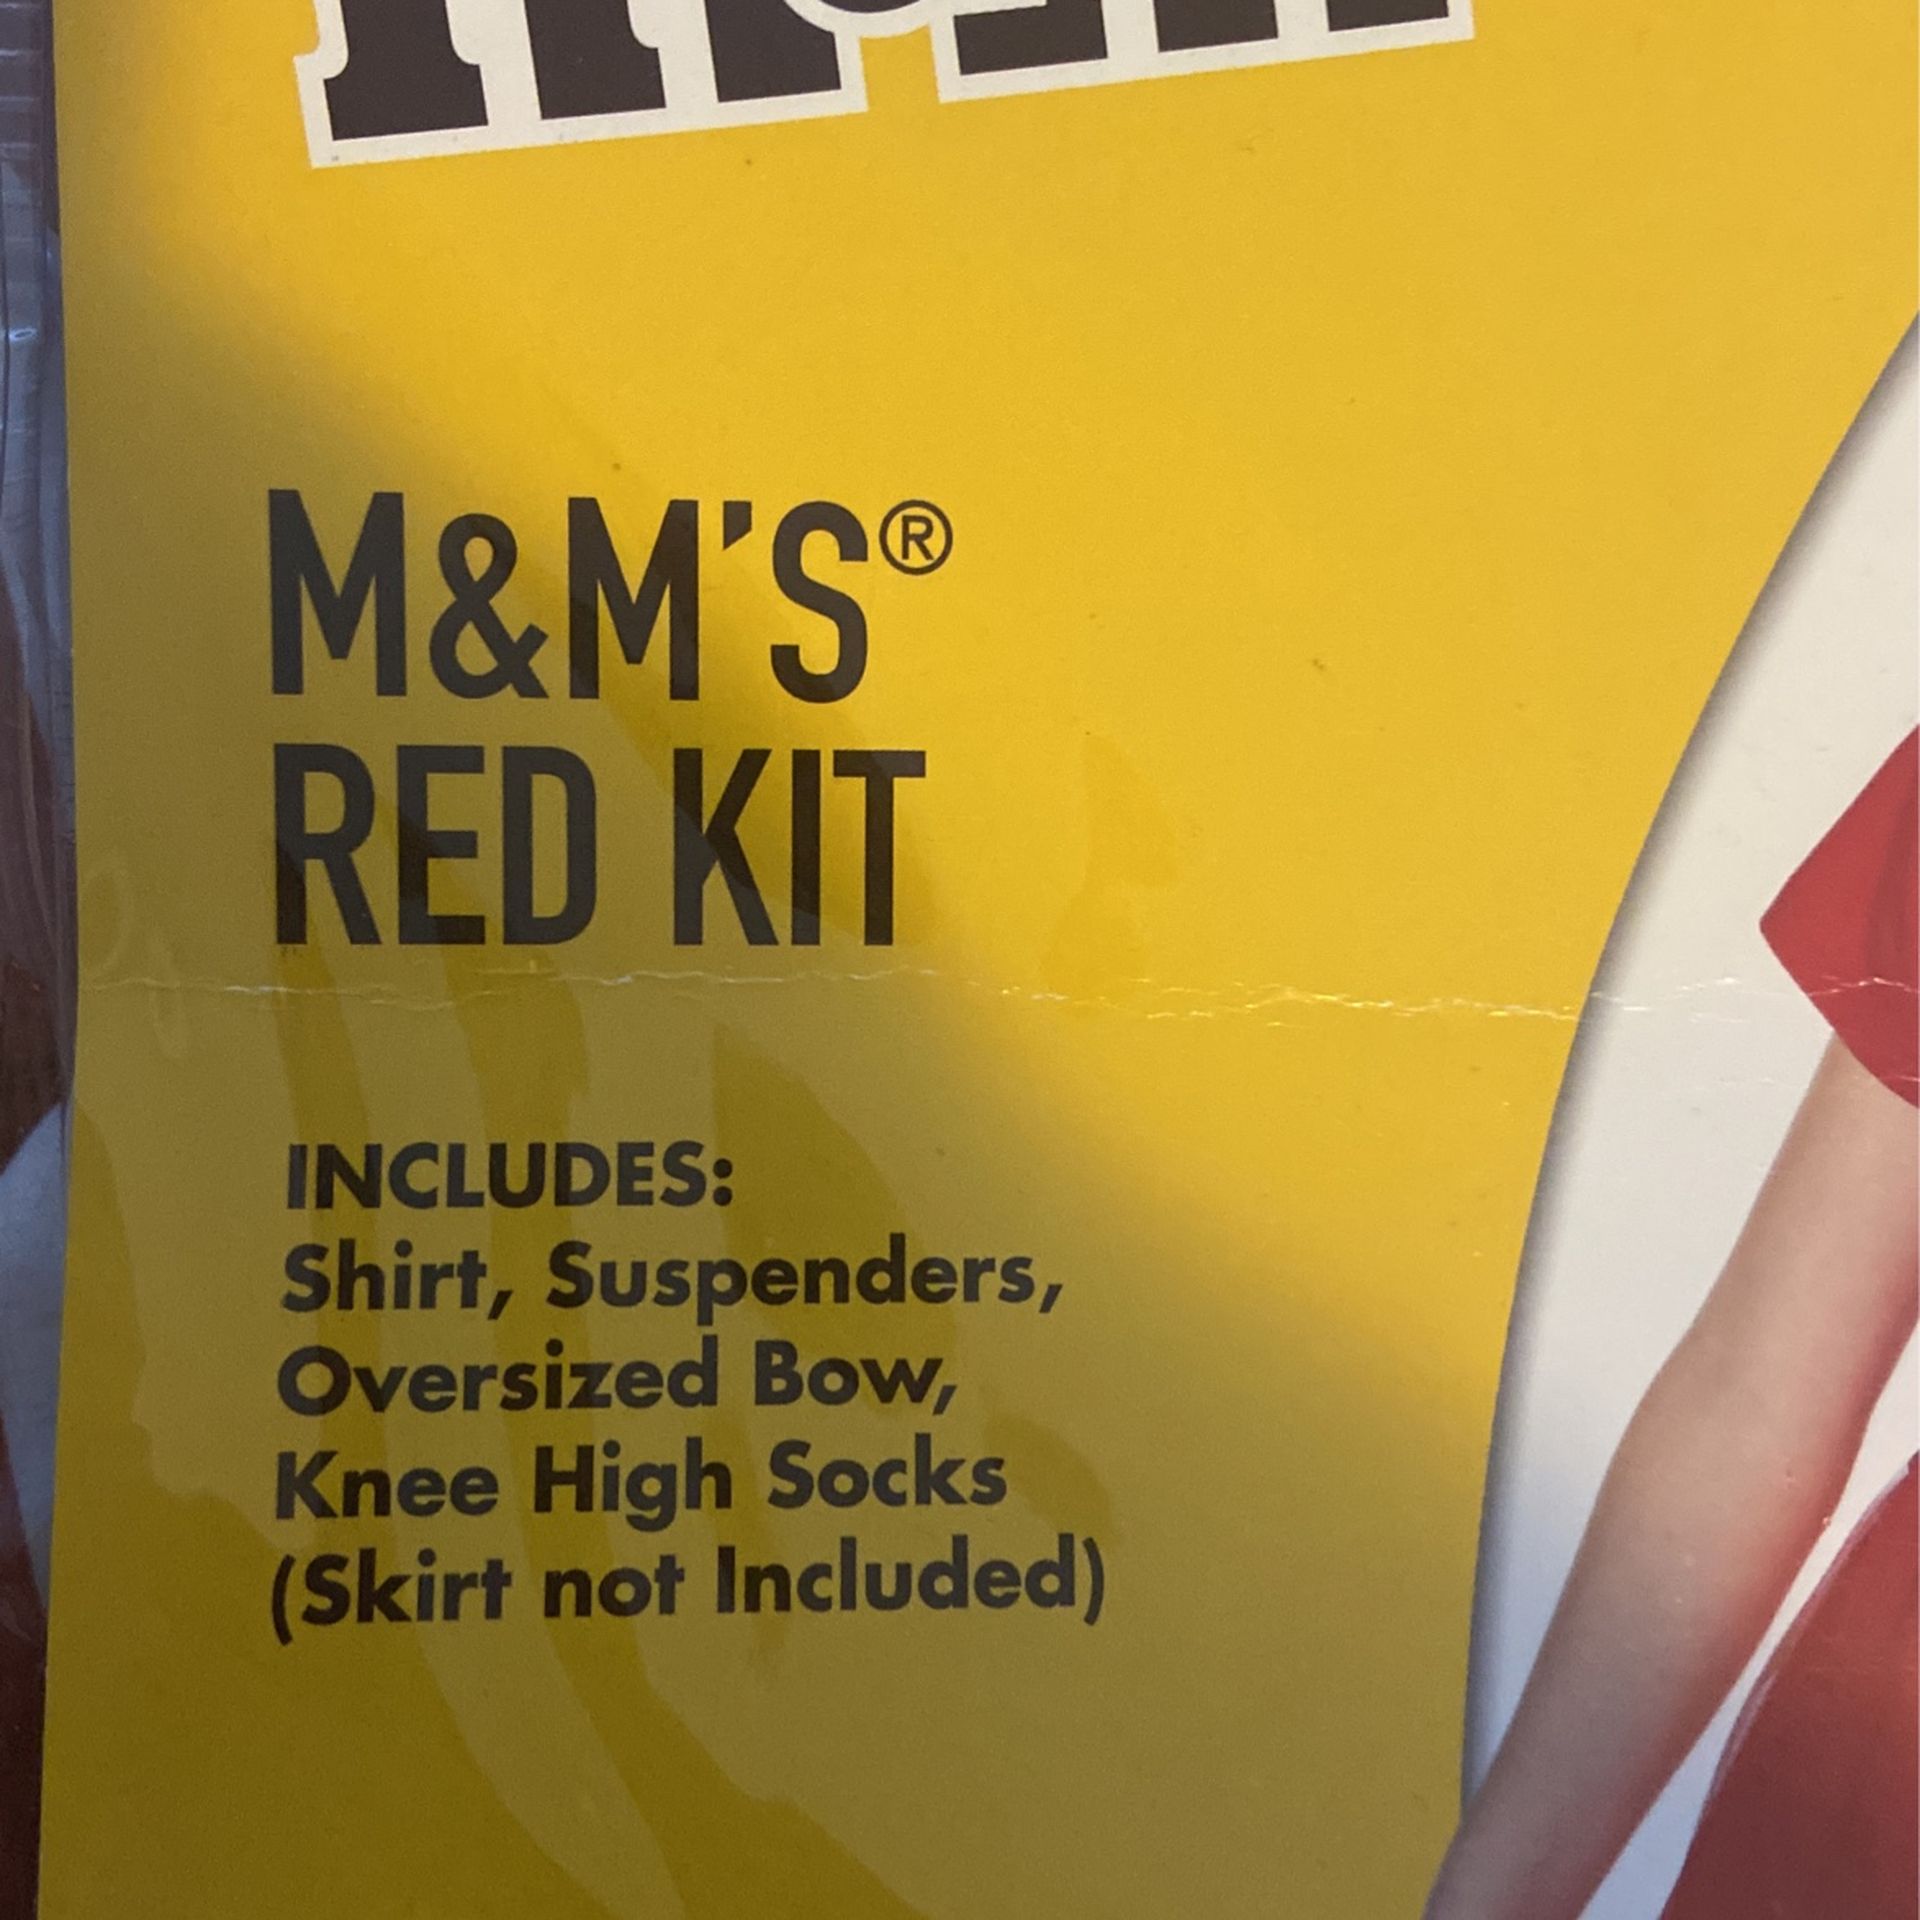 M&M'S®
RED KIT
INCLUDES:
Shirt, Suspenders,
Oversized Bow,
Knee High Socks
(Skirt not Included)